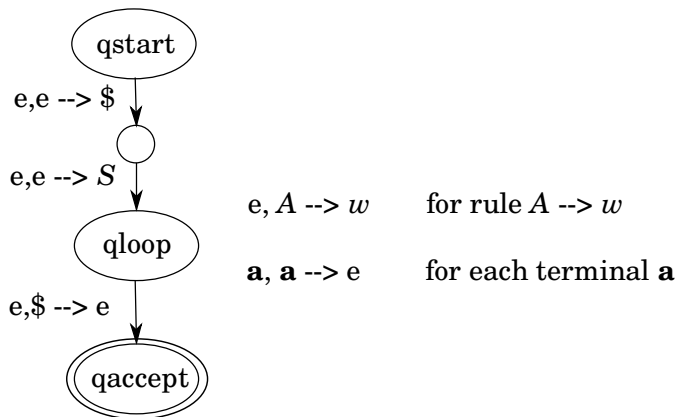 qstart
e,e --> $
e,e --> S
e, A --> w for rule A --> w
qloop
a, a --> e for each terminal a
e,$ --> e
qaccept